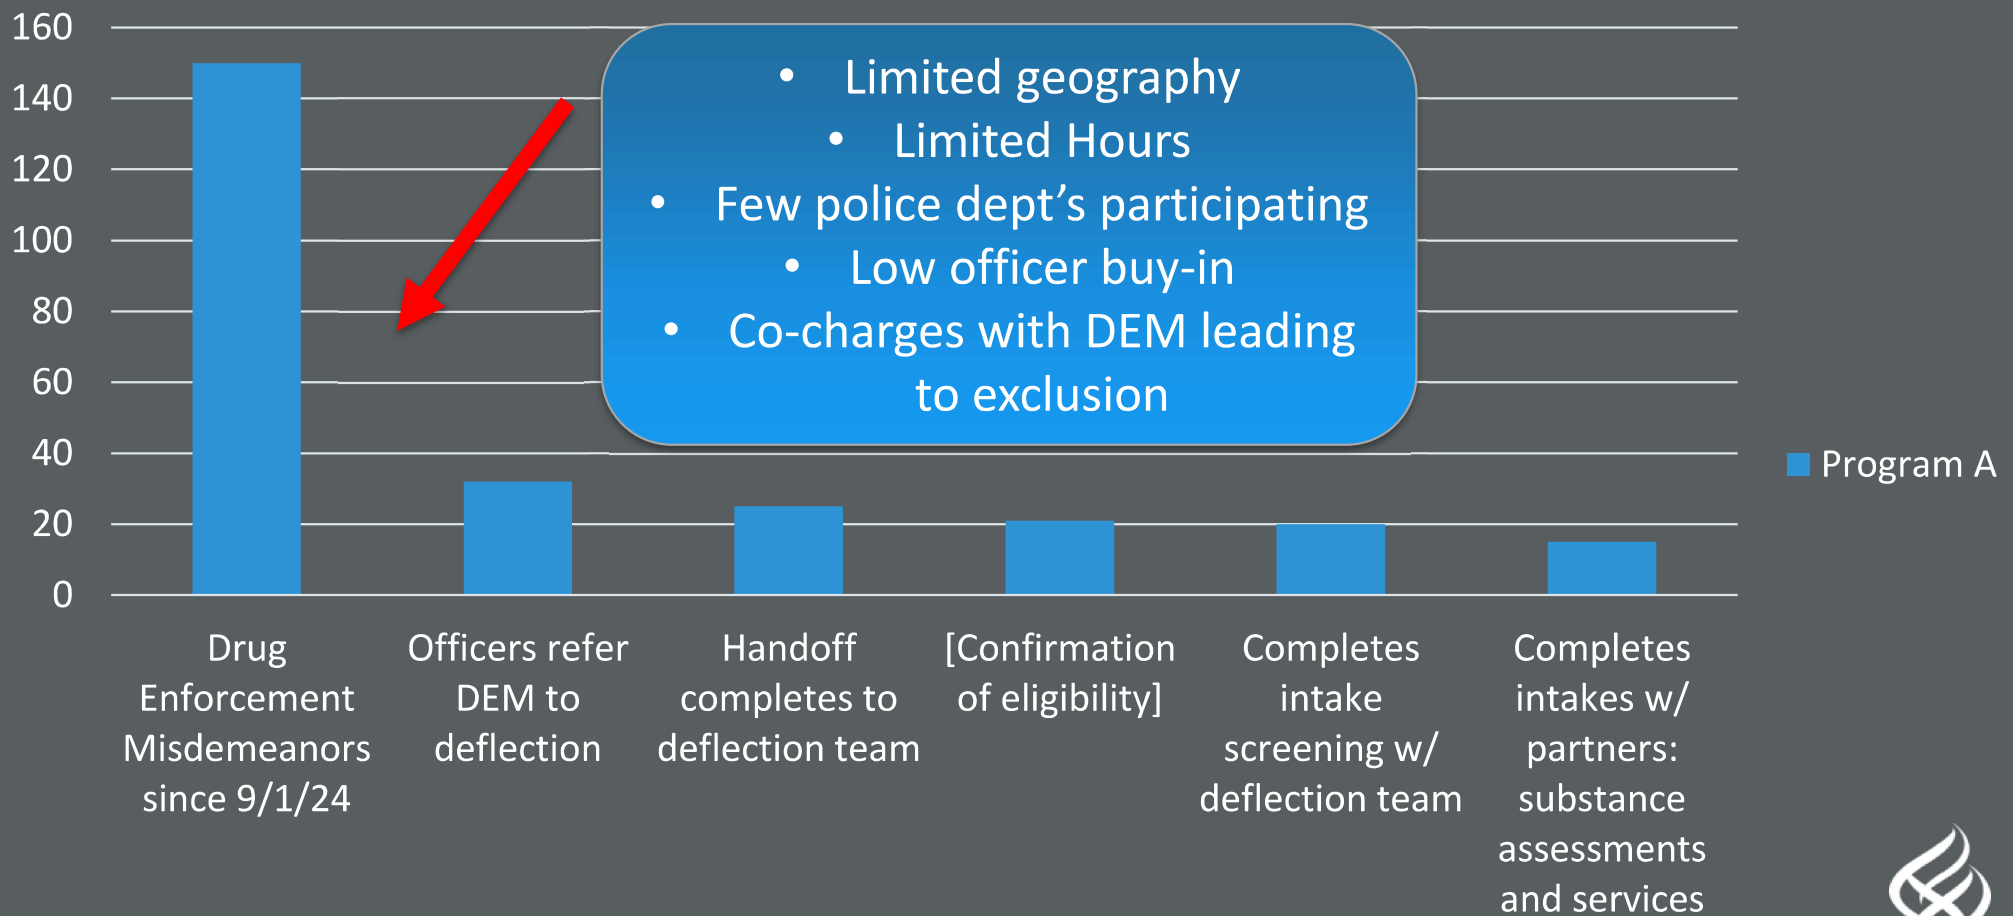 160
140
120
100
80
60
40
20
0
• Limited geography
• Limited Hours
• Few police dept’s participating
• Low officer buy-in
• Co-charges with DEM leading
to exclusion
Program A
Drug
Enforcement
Misdemeanors
since 9/1/24
Officers refer
DEM to
deflection
Handoff
completes to
deflection team
[Confirmation
of eligibility]
Completes
intake
screening w/
deflection team
Completes
intakes w/
partners:
substance
assessments
and services